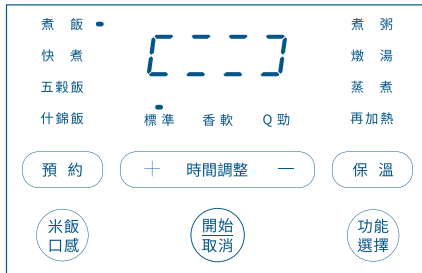 煮飯
煮粥
快煮
燉湯
五穀飯
蒸煮
什錦飯
標準
香軟
Q勁
再加熱
預約
＋ 時間調整 －
保溫
米飯
口感
開始
取消
功能
選擇